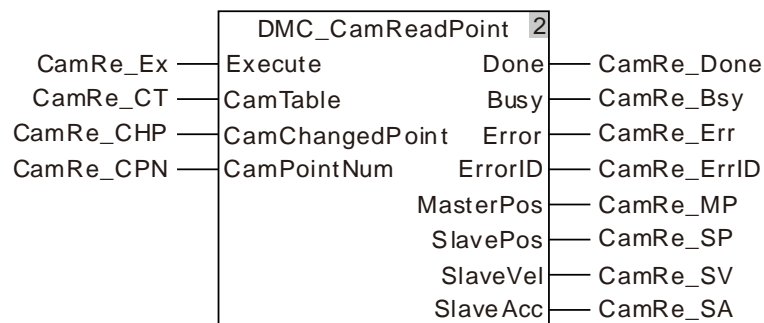 DMC_CamReadPoint 2
CamRe_Ex Execute Done CamRe_Done
CamRe_CT CamTable Busy CamRe_Bsy
CamRe_CHP CamChangedPoint Error CamRe_Err
CamRe_CPN CamPointNum ErrorID CamRe_ErrID
MasterPos CamRe_MP
SlavePos CamRe_SP
SlaveVel CamRe_SV
SlaveAcc CamRe_SA